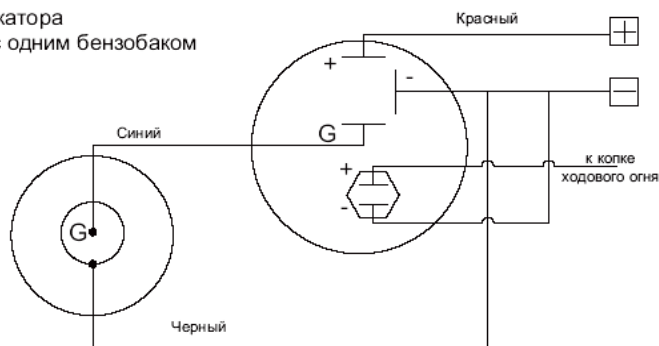 катора
с одним бензобаком
Красный
+
-
G
Синий
+
-
к копке
ходового огня
G
Черный